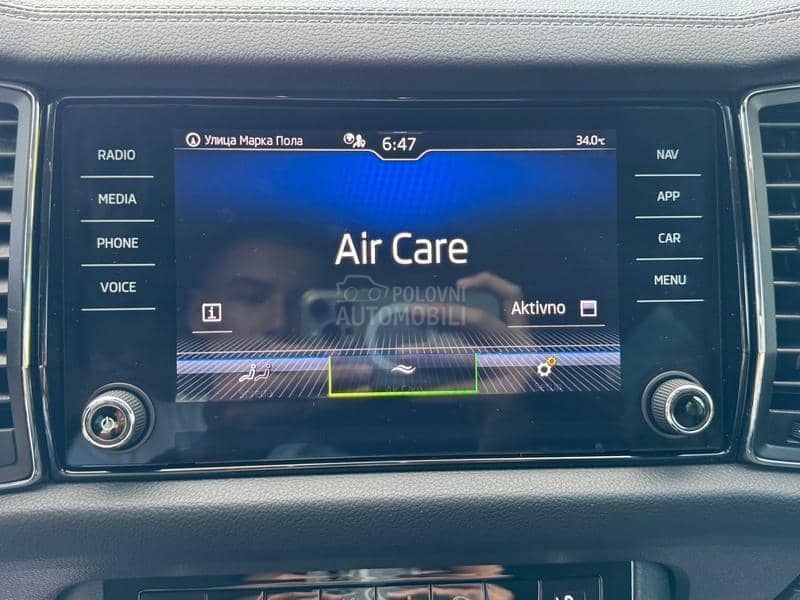 Улица Марка Пола
6:47
34.0°C
RADIO
MEDIA
PHONE
VOICE
NAV
APP
CAR
MENU
Air Care
POLOVNI
AUTOMOBILI
i
Aktivno